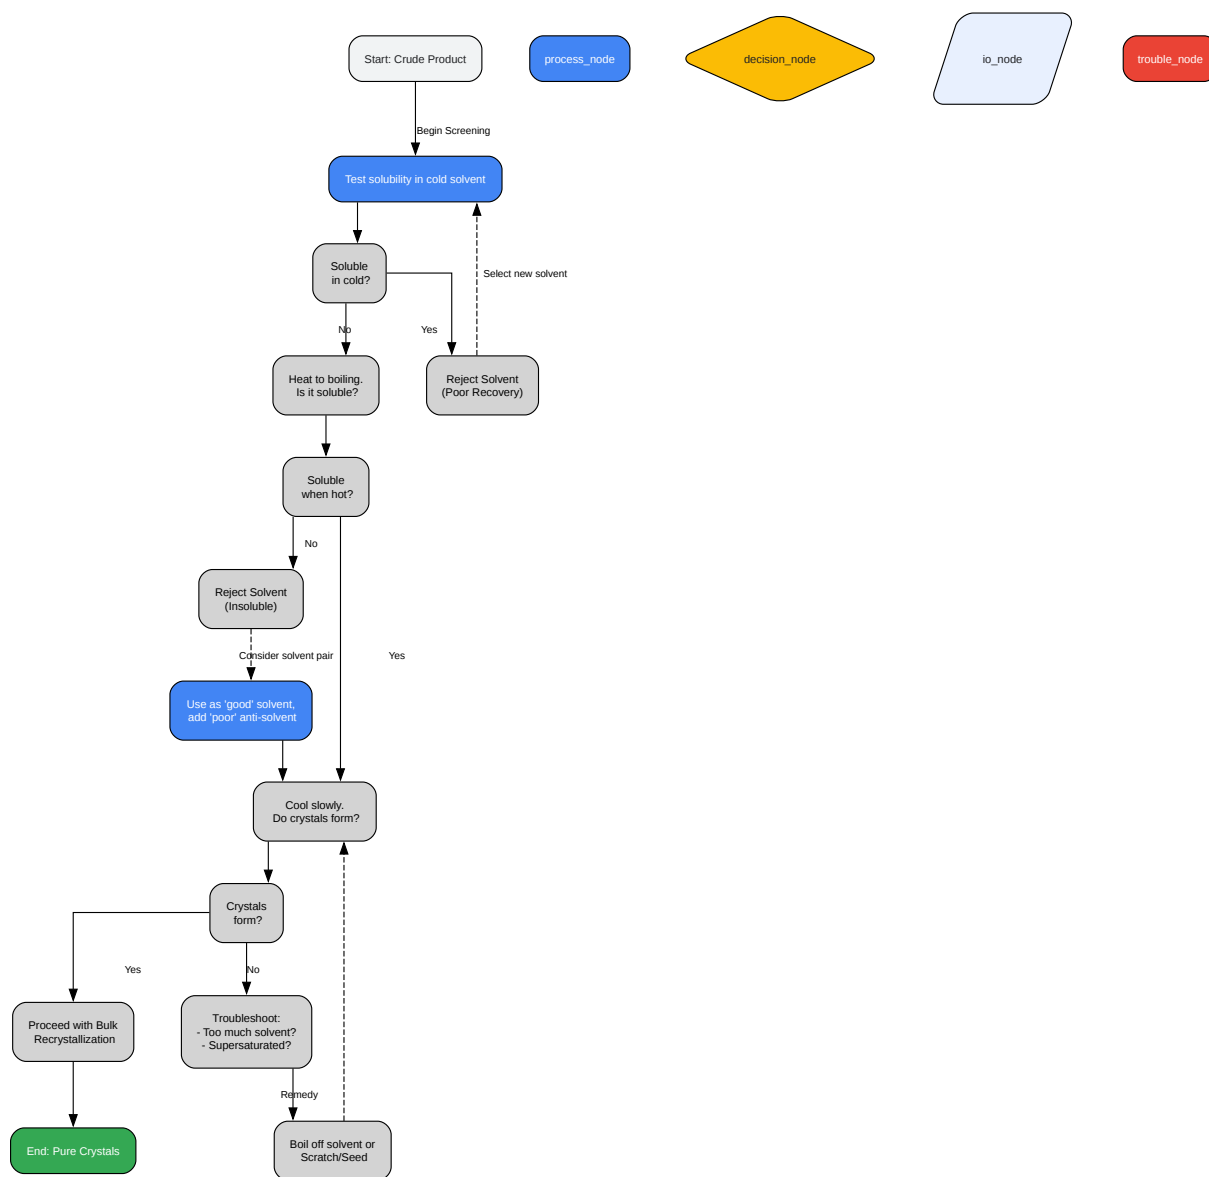 Start: Crude Product
process_node
decision_node
io_node
trouble_node
Begin Screening
Test solubility in cold solvent
Soluble
in cold?
Select new solvent
No
Yes
Heat to boiling.
Is it soluble?
Reject Solvent
(Poor Recovery)
Soluble
when hot?
No
Reject Solvent
(Insoluble)
Consider solvent pair
Yes
Use as 'good' solvent,
add 'poor' anti-solvent
Cool slowly.
Do crystals form?
Crystals
form?
Yes
No
Proceed with Bulk
Recrystallization
Troubleshoot:
- Too much solvent?
- Supersaturated?
Remedy
End: Pure Crystals
Boil off solvent or
Scratch/Seed